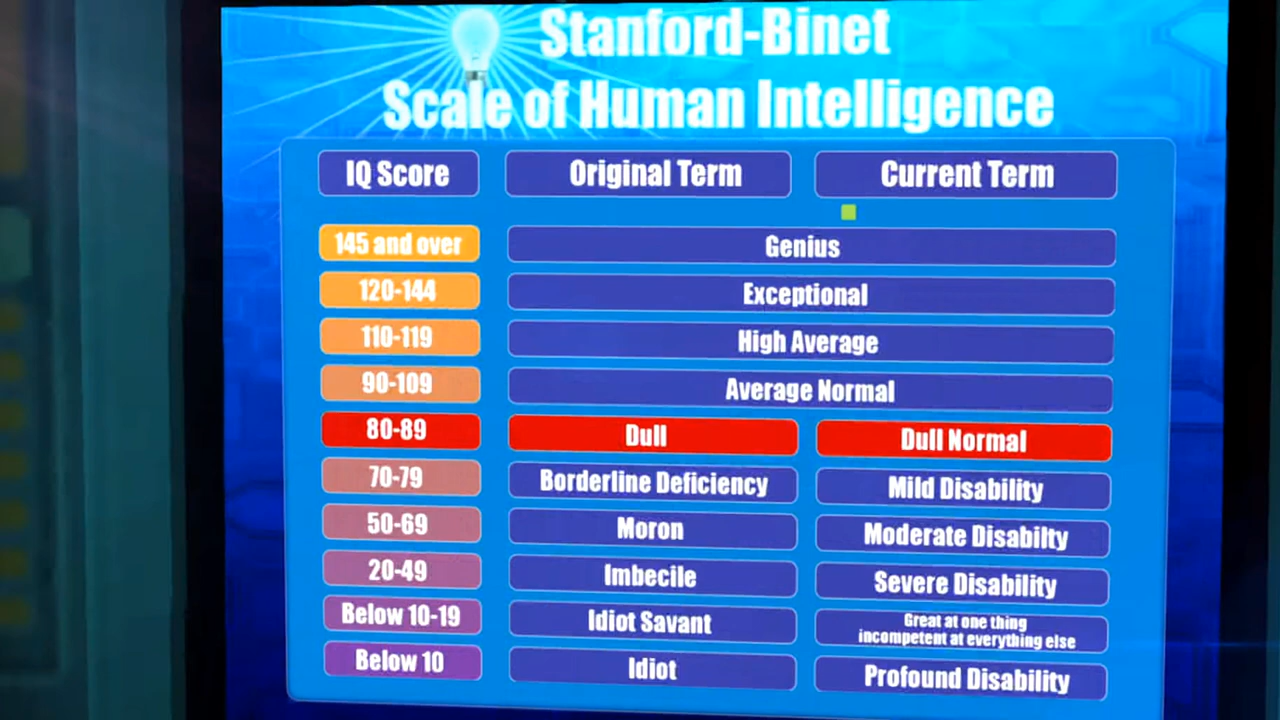 Stanford-Binet
Scale of Human Intelligence
IQ Score Original Term Current Term
145 and over Genius
120-144 Exceptional
110-119 High Average
90-109 Average Normal
80-89 Dull Dull Normal
70-79 Borderline Deficiency Mild Disability
50-69 Moron Moderate Disabilty
20-49 Imbecile Severe Disability
Below 10-19 Idiot Savant Great at one thing
incompetent at everything else
Below 10 Idiot Profound Disability